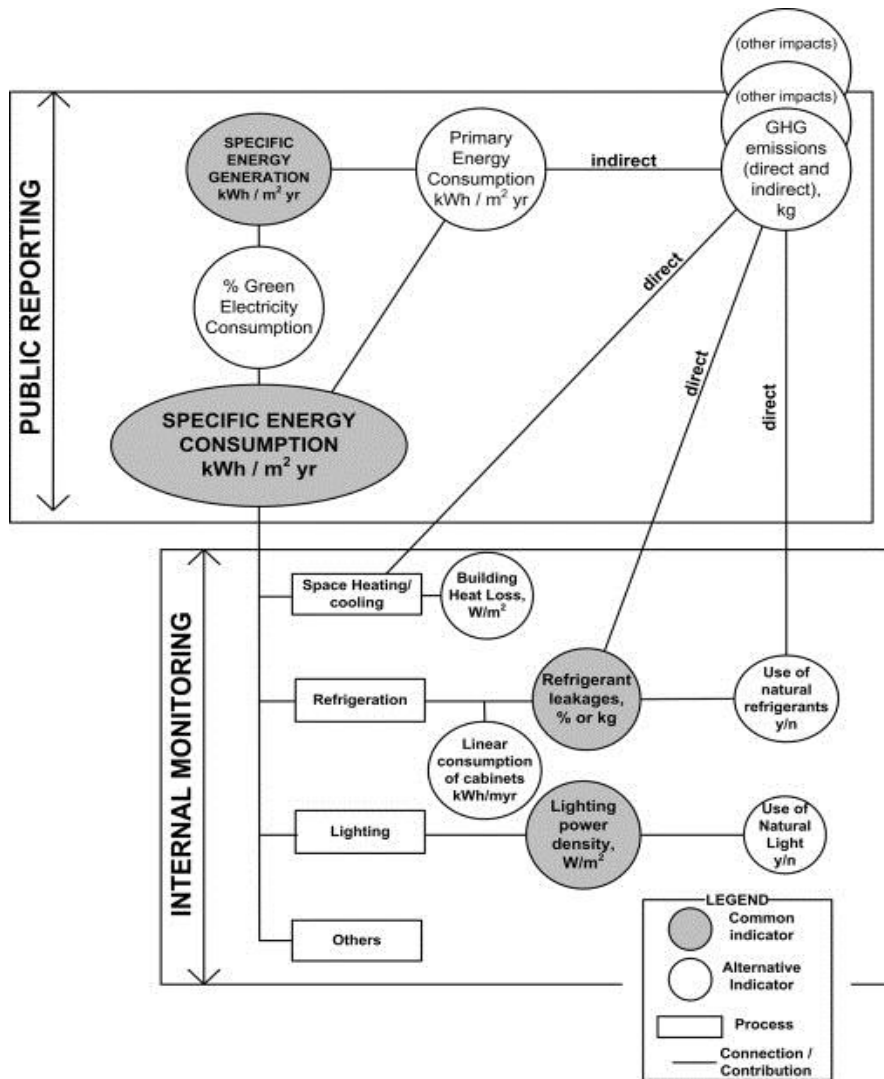 (other impacts)
(other impacts)
GHG
emissions
(direct and
indirect),
kg
SPECIFIC
ENERGY
GENERATION
kWh / m² yr
Primary
Energy
Consumption
kWh / m² yr
indirect
% Green
Electricity
Consumption
direct
direct
direct
SPECIFIC ENERGY
CONSUMPTION
kWh / m² yr
PUBLIC REPORTING
INTERNAL MONITORING
Space Heating/
cooling
Building
Heat Loss,
W/m²
Refrigeration
Refrigerant
leakages,
% or kg
Use of
natural
refrigerants
y/n
Linear
consumption
of cabinets
kWh/myr
Lighting
Lighting
power
density,
W/m²
Use of
Natural
Light
y/n
Others
LEGEND
Common
indicator
Alternative
Indicator
Process
Connection /
Contribution